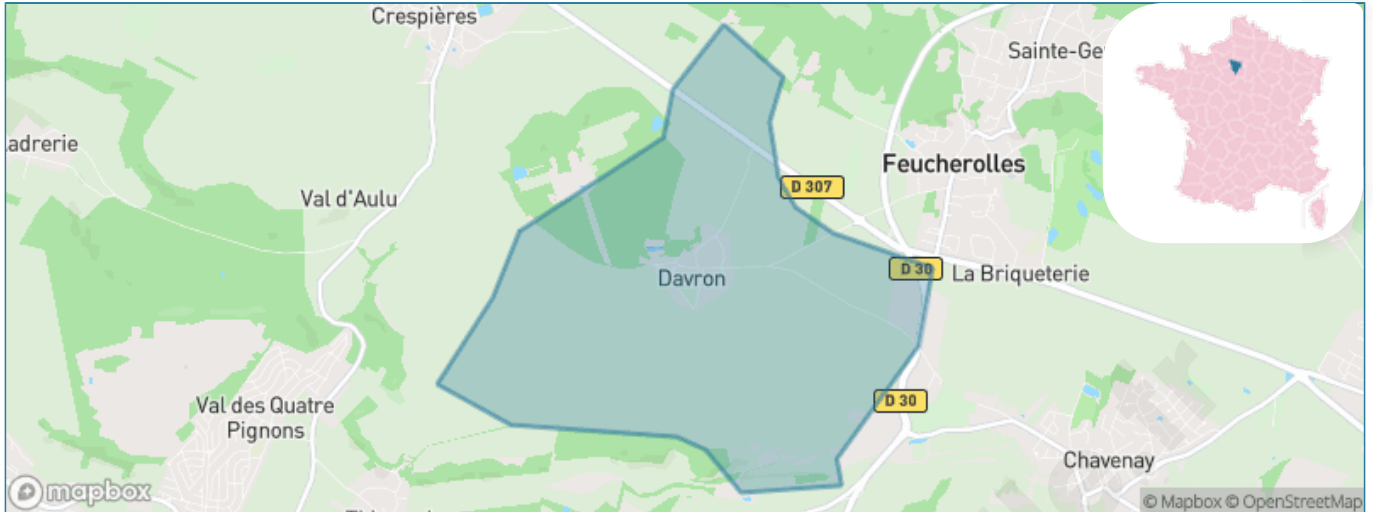 Crespières
Sainte-Ge
adrerie
Feucherolles
D 307
Val d'Aulu
Davron
D 30
La Briqueterie
Val des Quatre
Pignons
D 30
Chavenay
mapbox
© Mapbox © OpenStreetMap